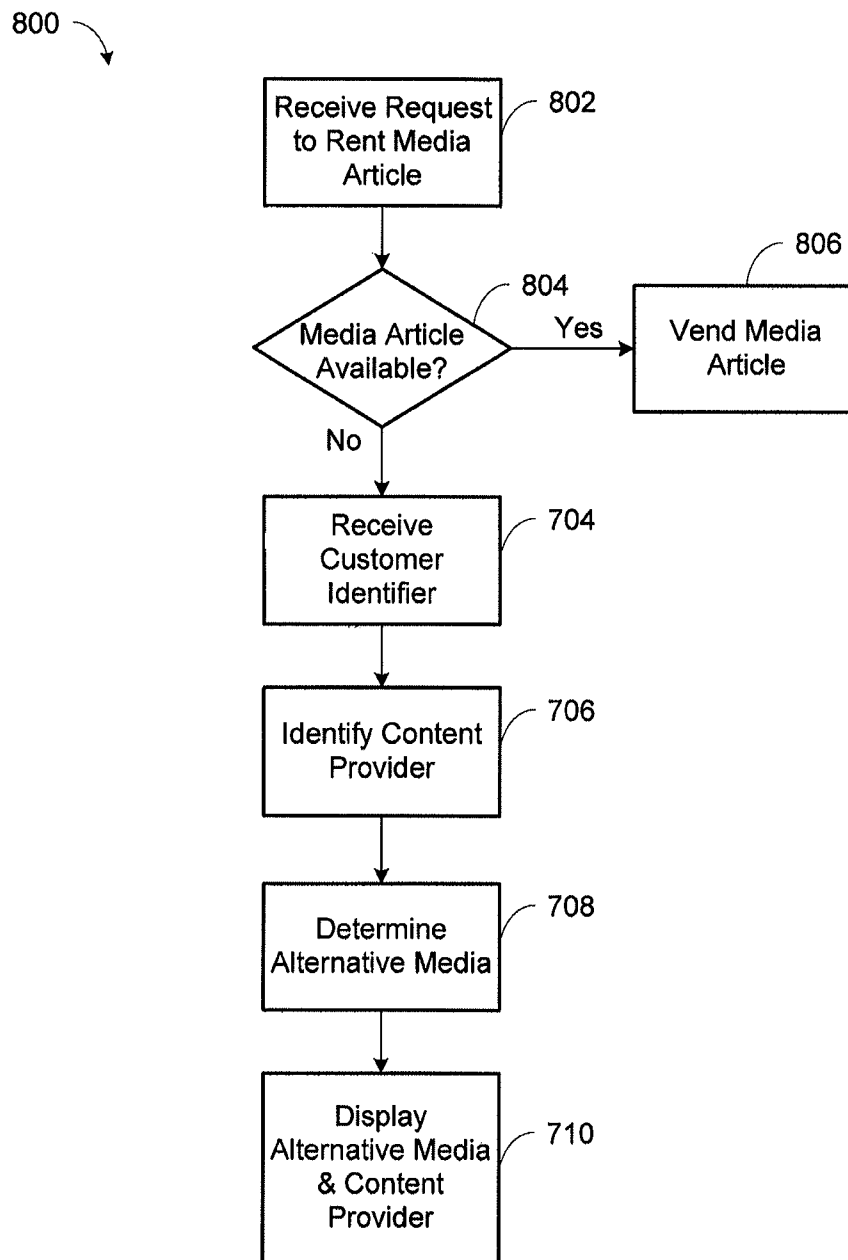 800
Receive Request
to Rent Media
Article
802
Media Article
Available?
804
Yes
Vend Media
Article
806
No
Receive
Customer
Identifier
704
Identify Content
Provider
706
Determine
Alternative Media
708
Display
Alternative Media
& Content
Provider
710